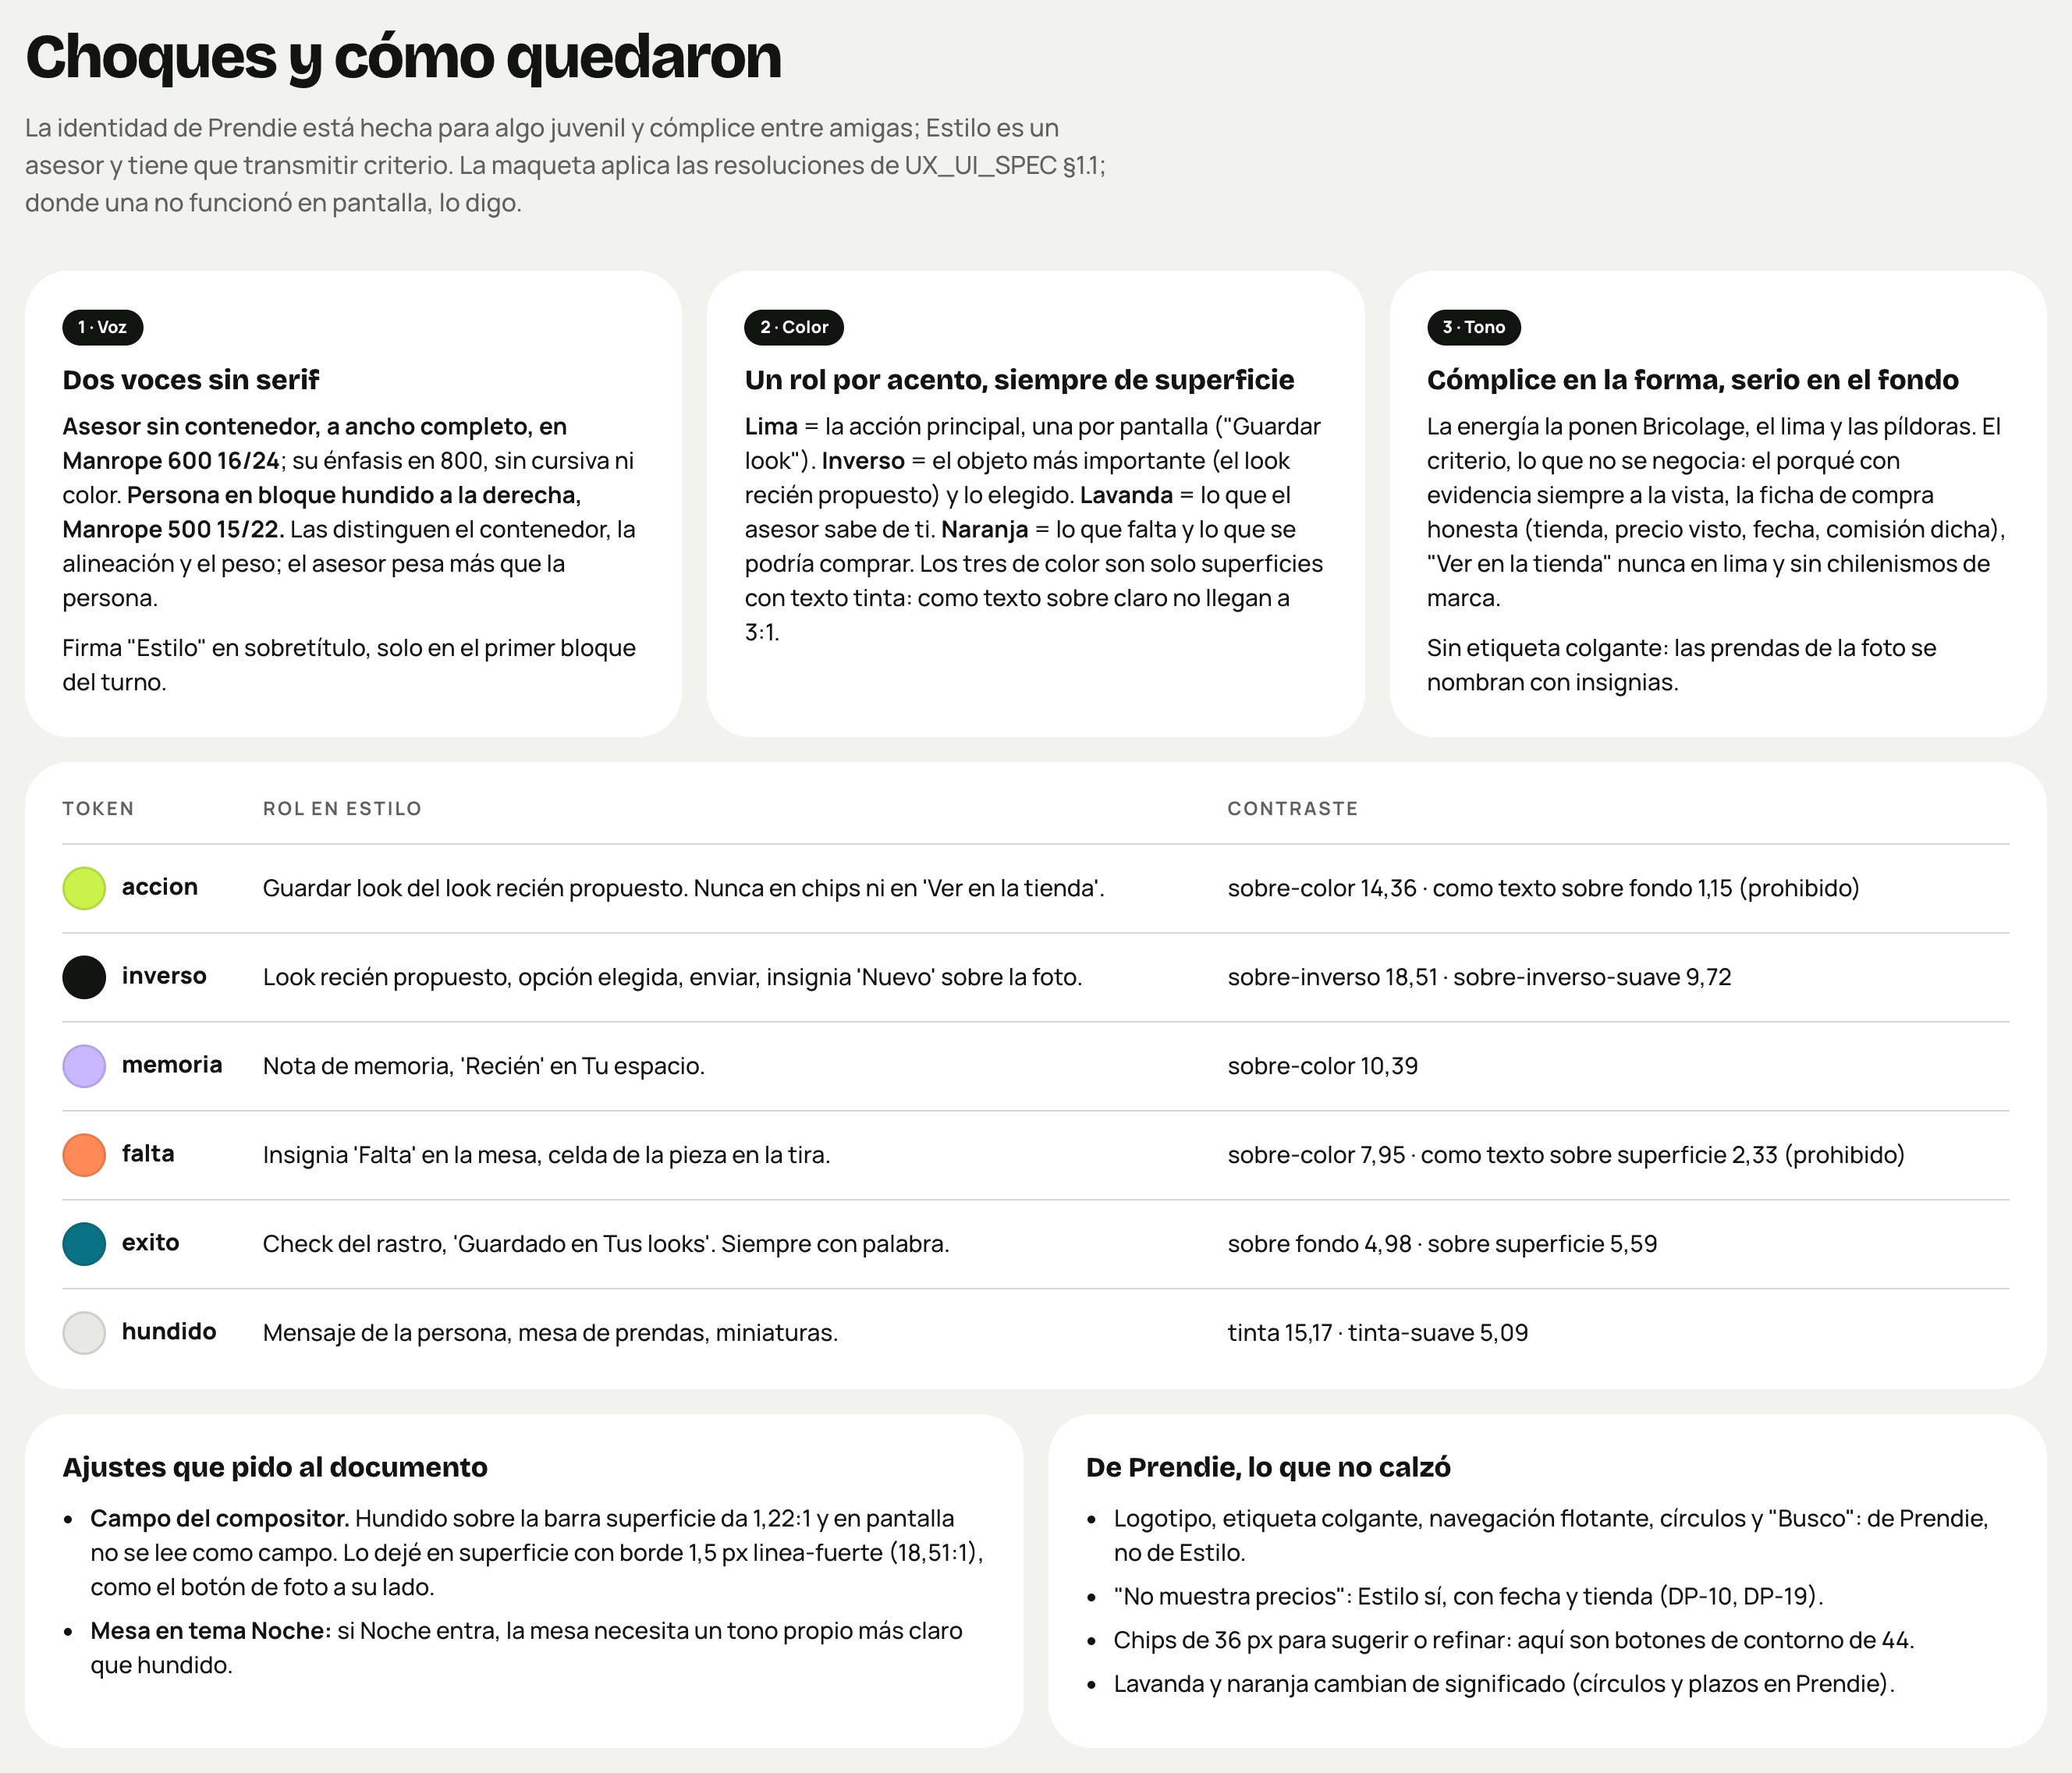 Choques y cómo quedaron
La identidad de Prendie está hecha para algo juvenil y cómplice entre amigas; Estilo es un
asesor y tiene que transmitir criterio. La maqueta aplica las resoluciones de UX_UI_SPEC §1.1;
donde una no funcionó en pantalla, lo digo.
1 · Voz
Dos voces sin serif
Asesor sin contenedor, a ancho completo, en
Manrope 600 16/24; su énfasis en 800, sin cursiva ni
color. Persona en bloque hundido a la derecha,
Manrope 500 15/22. Las distinguen el contenedor, la
alineación y el peso; el asesor pesa más que la
persona.
Firma "Estilo" en sobretítulo, solo en el primer bloque
del turno.
2 · Color
Un rol por acento, siempre de superficie
Lima = la acción principal, una por pantalla ("Guardar
look"). Inverso = el objeto más importante (el look
recién propuesto) y lo elegido. Lavanda = lo que el
asesor sabe de ti. Naranja = lo que falta y lo que se
podría comprar. Los tres de color son solo superficies
con texto tinta: como texto sobre claro no llegan a
3:1.
3 · Tono
Cómplice en la forma, serio en el fondo
La energía la ponen Bricolage, el lima y las píldoras. El
criterio, lo que no se negocia: el porqué con
evidencia siempre a la vista, la ficha de compra
honesta (tienda, precio visto, fecha, comisión dicha),
"Ver en la tienda" nunca en lima y sin chilenismos de
marca.
Sin etiqueta colgante: las prendas de la foto se
nombran con insignias.
TOKEN ROL EN ESTILO CONTRASTE
accion Guardar look del look recién propuesto. Nunca en chips ni en 'Ver en la tienda'. sobre-color 14,36 · como texto sobre fondo 1,15 (prohibido)
inverso Look recién propuesto, opción elegida, enviar, insignia 'Nuevo' sobre la foto. sobre-inverso 18,51 · sobre-inverso-suave 9,72
memoria Nota de memoria, 'Recién' en Tu espacio. sobre-color 10,39
falta Insignia 'Falta' en la mesa, celda de la pieza en la tira. sobre-color 7,95 · como texto sobre superficie 2,33 (prohibido)
exito Check del rastro, 'Guardado en Tus looks'. Siempre con palabra. sobre fondo 4,98 · sobre superficie 5,59
hundido Mensaje de la persona, mesa de prendas, miniaturas. tinta 15,17 · tinta-suave 5,09
Ajustes que pido al documento
• Campo del compositor. Hundido sobre la barra superficie da 1,22:1 y en pantalla
no se lee como campo. Lo dejé en superficie con borde 1,5 px linea-fuerte (18,51:1),
como el botón de foto a su lado.
• Mesa en tema Noche: si Noche entra, la mesa necesita un tono propio más claro
que hundido.
De Prendie, lo que no calzó
• Logotipo, etiqueta colgante, navegación flotante, círculos y "Busco": de Prendie,
no de Estilo.
• "No muestra precios": Estilo sí, con fecha y tienda (DP-10, DP-19).
• Chips de 36 px para sugerir o refinar: aquí son botones de contorno de 44.
• Lavanda y naranja cambian de significado (círculos y plazos en Prendie).